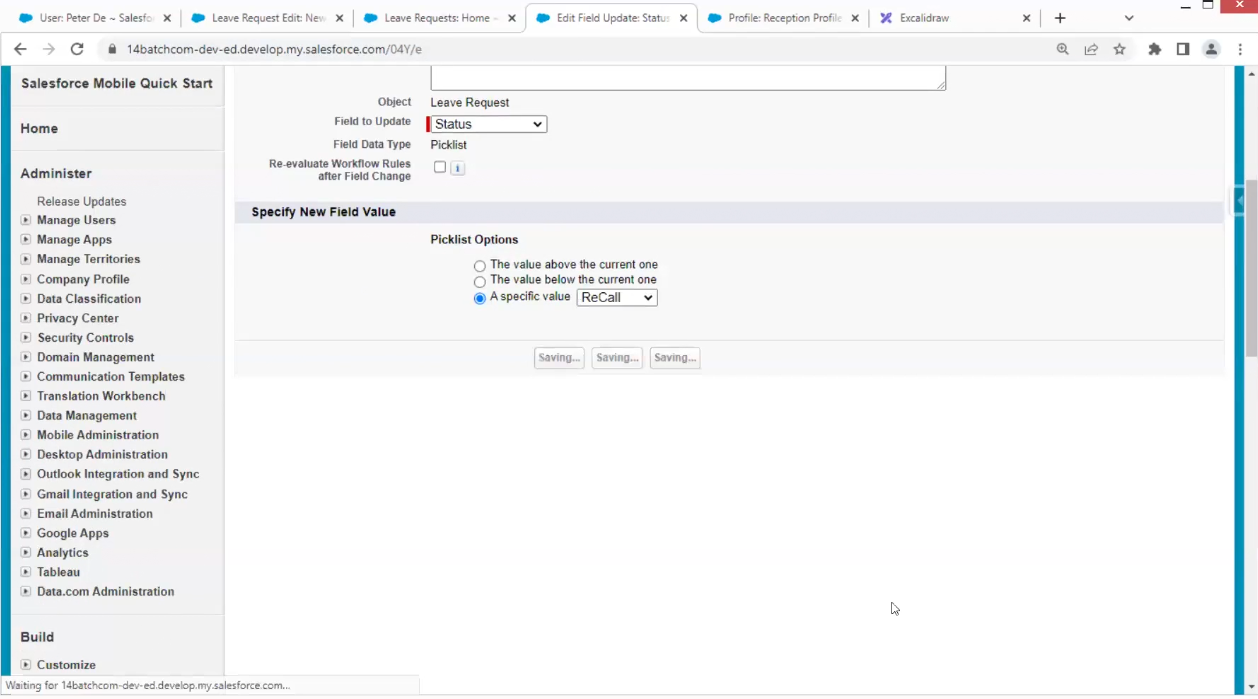 User: Peter De ~ Salesfo
Leave Request Edit: New
Leave Requests: Home ~
Edit Field Update: Status
Profile: Reception Profile
Excalidraw
14batchcom-dev-ed.develop.my.salesforce.com/04Y/e
Salesforce Mobile Quick Start
Home
Administer
Release Updates
Manage Users
Manage Apps
Manage Territories
Company Profile
Data Classification
Privacy Center
Security Controls
Domain Management
Communication Templates
Translation Workbench
Data Management
Mobile Administration
Desktop Administration
Outlook Integration and Sync
Gmail Integration and Sync
Email Administration
Google Apps
Analytics
Tableau
Data.com Administration
Build
Customize
Object Leave Request
Field to Update Status
Field Data Type Picklist
Re-evaluate Workflow Rules
after Field Change
i
Specify New Field Value
Picklist Options
The value above the current one
The value below the current one
A specific value ReCall
Saving... Saving... Saving...
Waiting for 14batchcom-dev-ed.develop.my.salesforce.com...